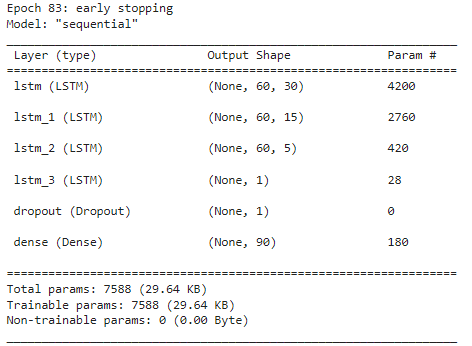 Epoch 83: early stopping
Model: "sequential"
_________________________________________________________________
Layer (type) Output Shape Param #
=================================================================
lstm (LSTM) (None, 60, 30) 4200
lstm_1 (LSTM) (None, 60, 15) 2760
lstm_2 (LSTM) (None, 60, 5) 420
lstm_3 (LSTM) (None, 1) 28
dropout (Dropout) (None, 1) 0
dense (Dense) (None, 90) 180
=================================================================
Total params: 7588 (29.64 KB)
Trainable params: 7588 (29.64 KB)
Non-trainable params: 0 (0.00 Byte)
_________________________________________________________________